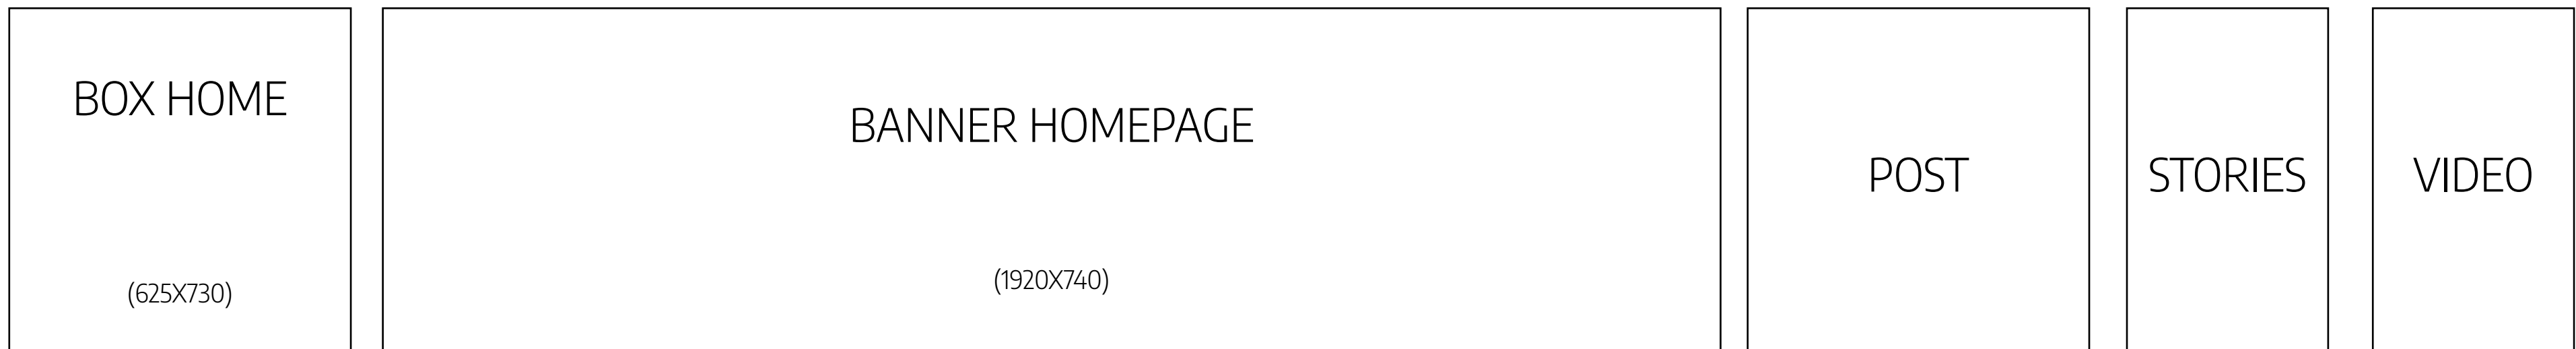 BOX HOME
(625X730)
BANNER HOMEPAGE
(1920X740)
POST
STORIES
VIDEO